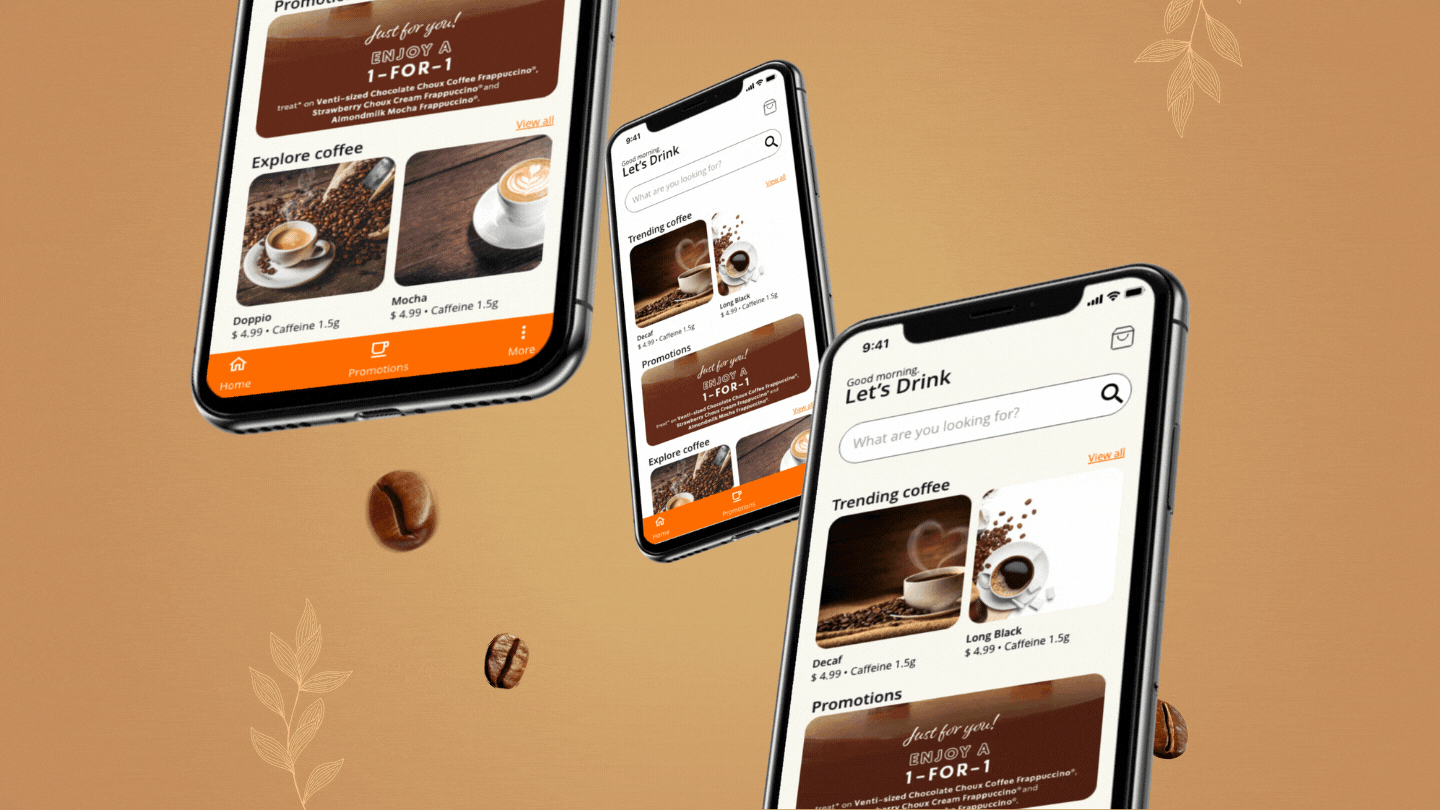 Promotions
Just for you!
ENJOY A
1-FOR-1
treat* on Venti-sized Chocolate Choux Coffee Frappuccino®,
Strawberry Choux Cream Frappuccino® and
Almondmilk Mocha Frappuccino®.
View all
Explore coffee
Doppio
$ 4.99 • Caffeine 1.5g
Mocha
$ 4.99 • Caffeine 1.5g
Home
Promotions
More
9:41
Good morning.
Let's Drink
What are you looking for?
View all
Trending coffee
Decaf
$ 4.99 • Caffeine 1.5g
Long Black
$ 4.99 • Caffeine 1.5g
Promotions
Just for you!
ENJOY A
1-FOR-1
treat* on Venti-sized Chocolate Choux Coffee Frappuccino®,
Strawberry Choux Cream Frappuccino® and
Almondmilk Mocha Frappuccino®.
View all
Explore coffee
Home
Promotions
9:41
Good morning.
Let's Drink
What are you looking for?
View all
Trending coffee
Decaf
$ 4.99 • Caffeine 1.5g
Long Black
$ 4.99 • Caffeine 1.5g
Promotions
Just for you!
ENJOY A
1-FOR-1
treat* on Venti-sized Chocolate Choux Coffee Frappuccino®,
Strawberry Choux Cream Frappuccino® and